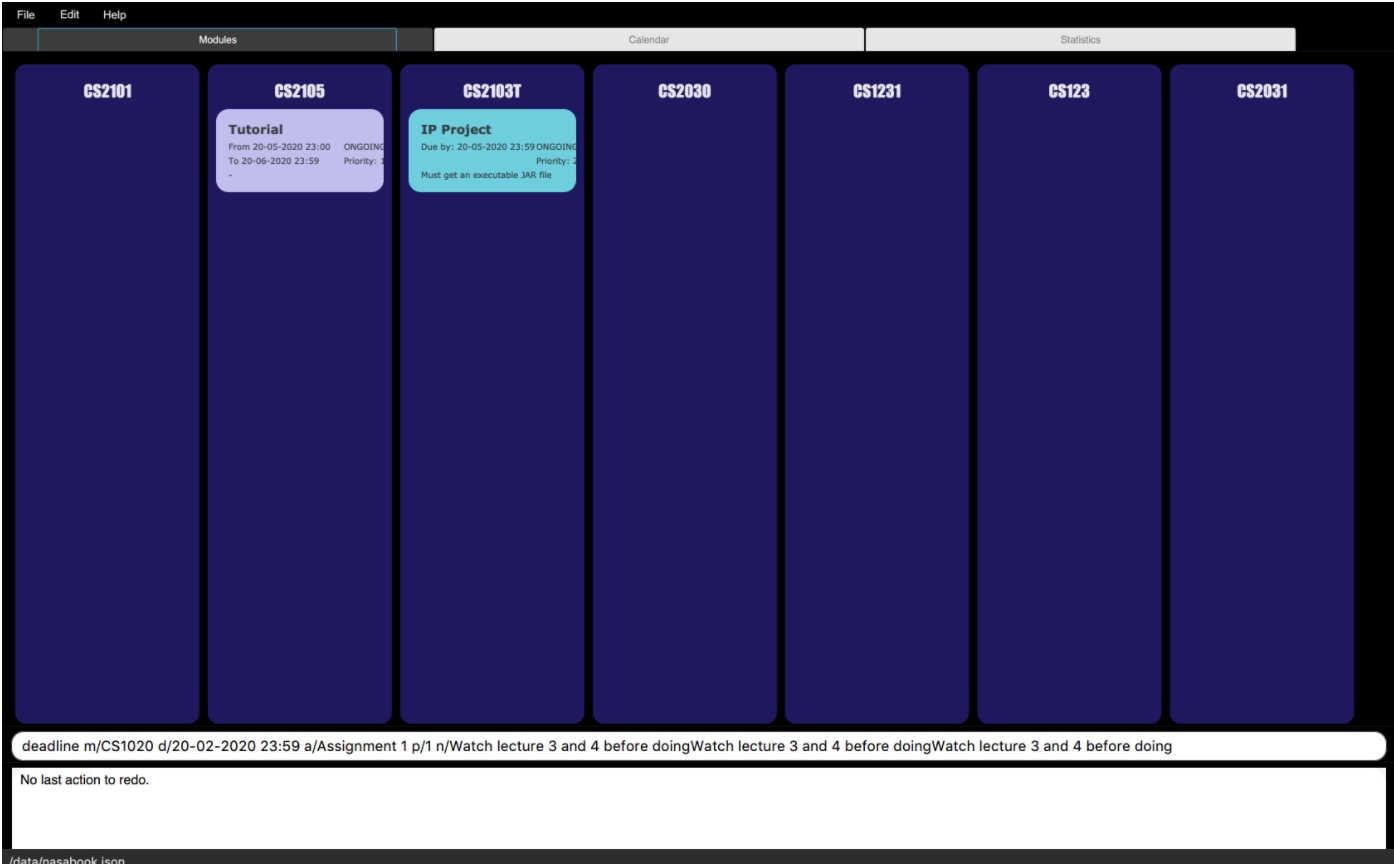 File Edit Help
Modules Calendar Statistics
CS2101 CS2105 CS2103T CS2030 CS1231 CS123 CS2031
Tutorial
From 20-05-2020 23:00 ONGOING
To 20-06-2020 23:59 Priority: 1
-
IP Project
Due by: 20-05-2020 23:59 ONGOING
Priority: 2
Must get an executable JAR file
deadline m/CS1020 d/20-02-2020 23:59 a/Assignment 1 p/1 n/Watch lecture 3 and 4 before doingWatch lecture 3 and 4 before doingWatch lecture 3 and 4 before doing
No last action to redo.
/data/nasabook.json